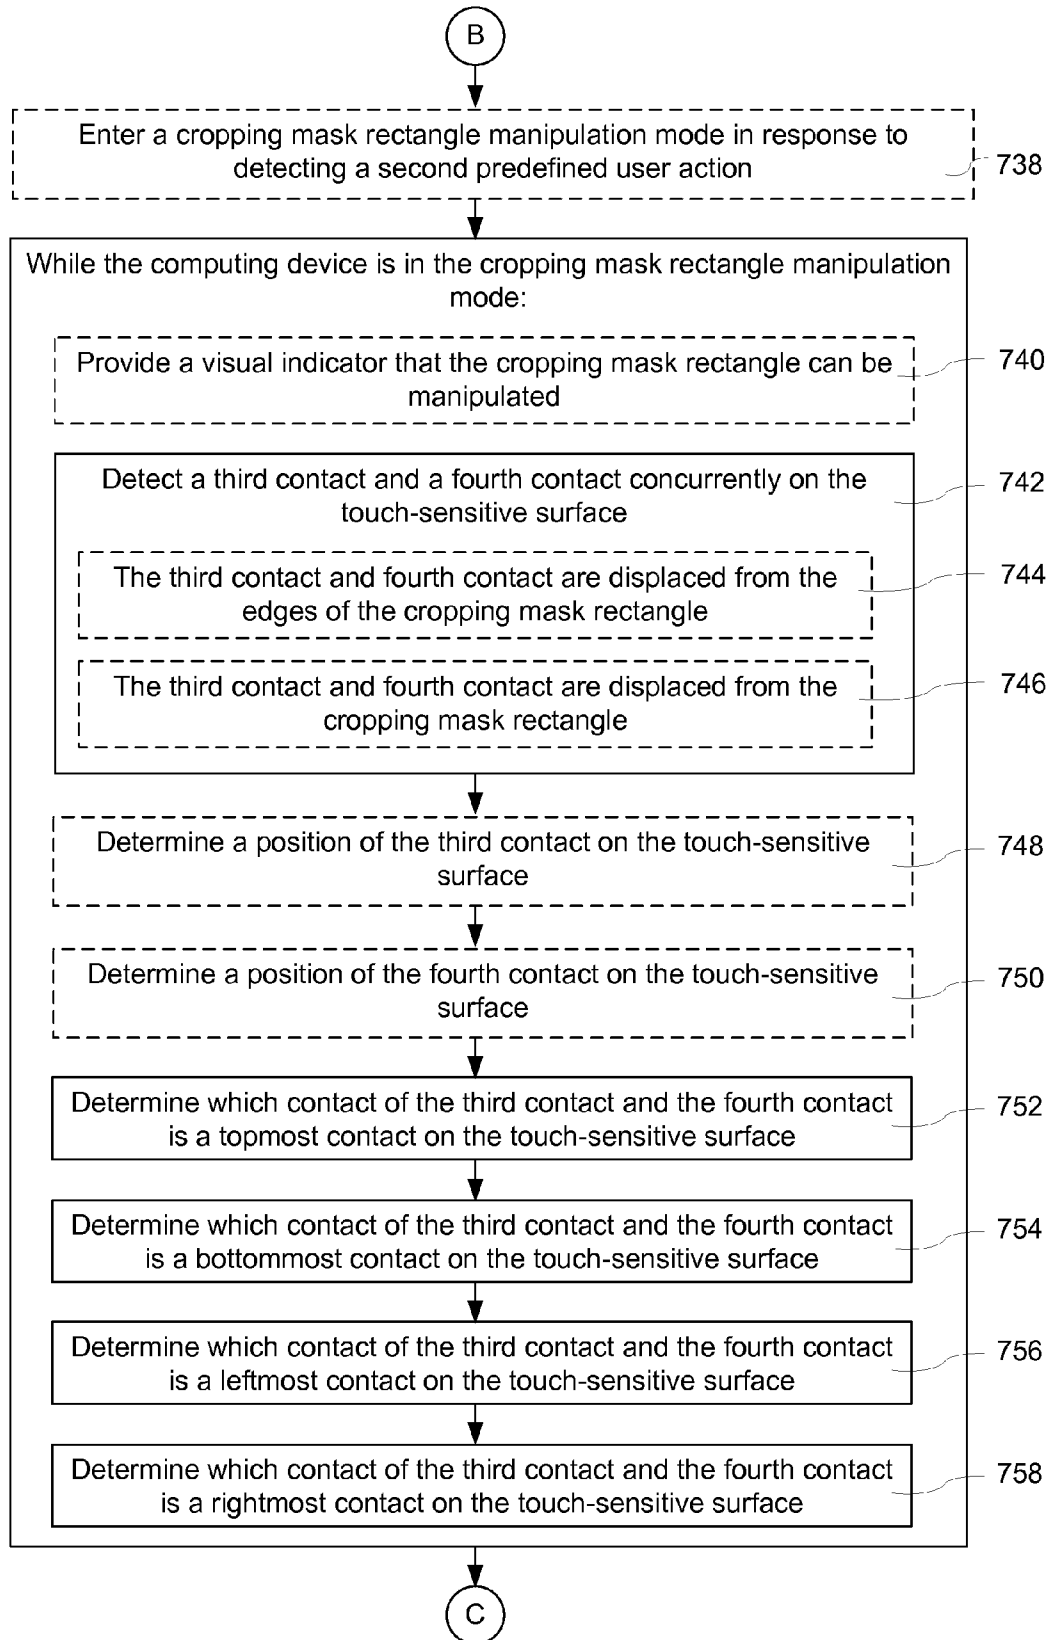 B
Enter a cropping mask rectangle manipulation mode in response to
detecting a second predefined user action
738
While the computing device is in the cropping mask rectangle manipulation
mode:
Provide a visual indicator that the cropping mask rectangle can be
manipulated
740
Detect a third contact and a fourth contact concurrently on the
touch-sensitive surface
742
The third contact and fourth contact are displaced from the
edges of the cropping mask rectangle
744
The third contact and fourth contact are displaced from the
cropping mask rectangle
746
Determine a position of the third contact on the touch-sensitive
surface
748
Determine a position of the fourth contact on the touch-sensitive
surface
750
Determine which contact of the third contact and the fourth contact
is a topmost contact on the touch-sensitive surface
752
Determine which contact of the third contact and the fourth contact
is a bottommost contact on the touch-sensitive surface
754
Determine which contact of the third contact and the fourth contact
is a leftmost contact on the touch-sensitive surface
756
Determine which contact of the third contact and the fourth contact
is a rightmost contact on the touch-sensitive surface
758
C